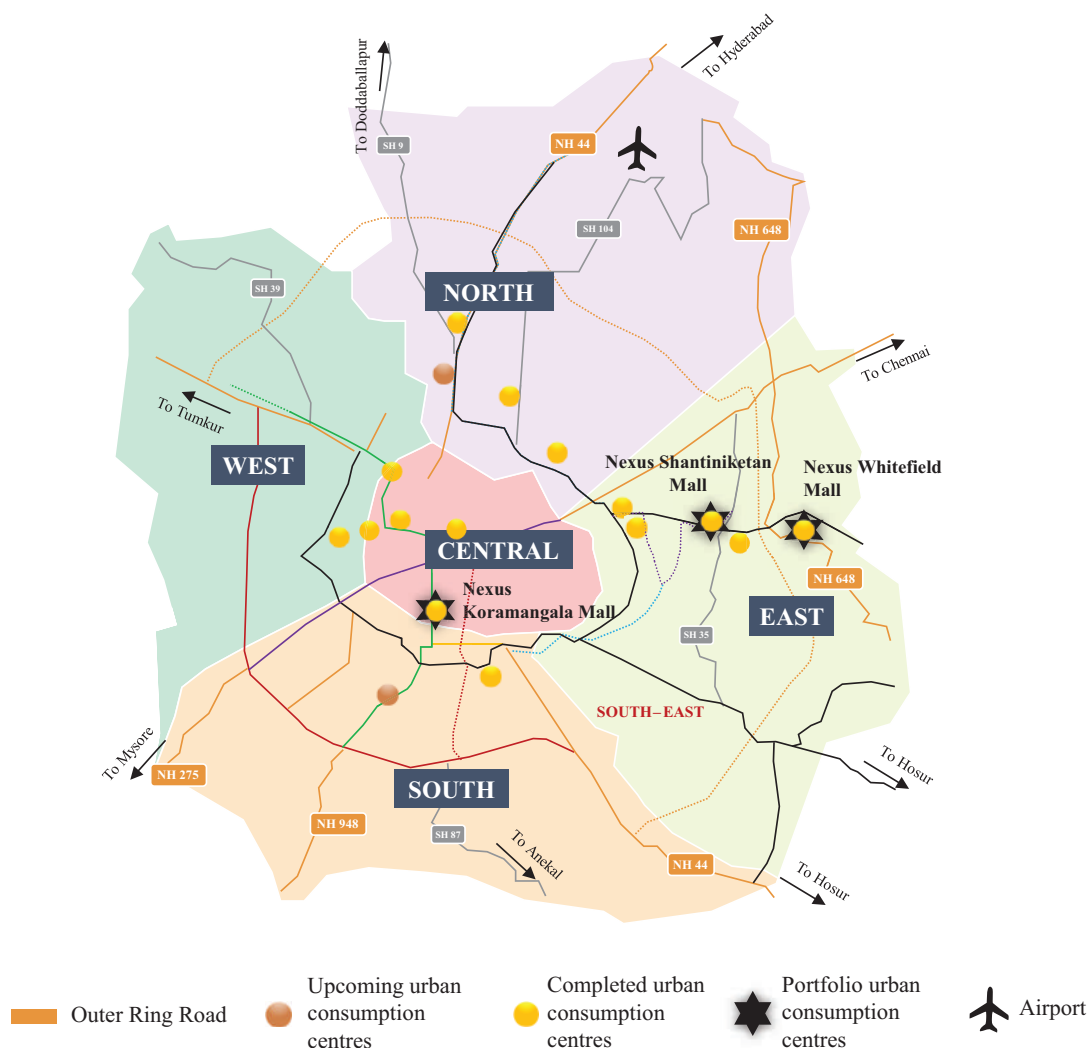 To Doddaballapur
To Hyderabad
SH 9
NH 44
SH 104
NH 648
SH 39
NORTH
To Chennai
To Tumkur
WEST
Nexus Shantiniketan
Mall
Nexus Whitefield
Mall
CENTRAL
NH 648
Nexus
Koramangala Mall
EAST
SH 35
SOUTH–EAST
To Mysore
NH 275
To Hosur
SOUTH
NH 948
SH 87
To Anekal
NH 44
To Hosur
Outer Ring Road
Upcoming urban
consumption
centres
Completed urban
consumption
centres
Portfolio urban
consumption
centres
Airport